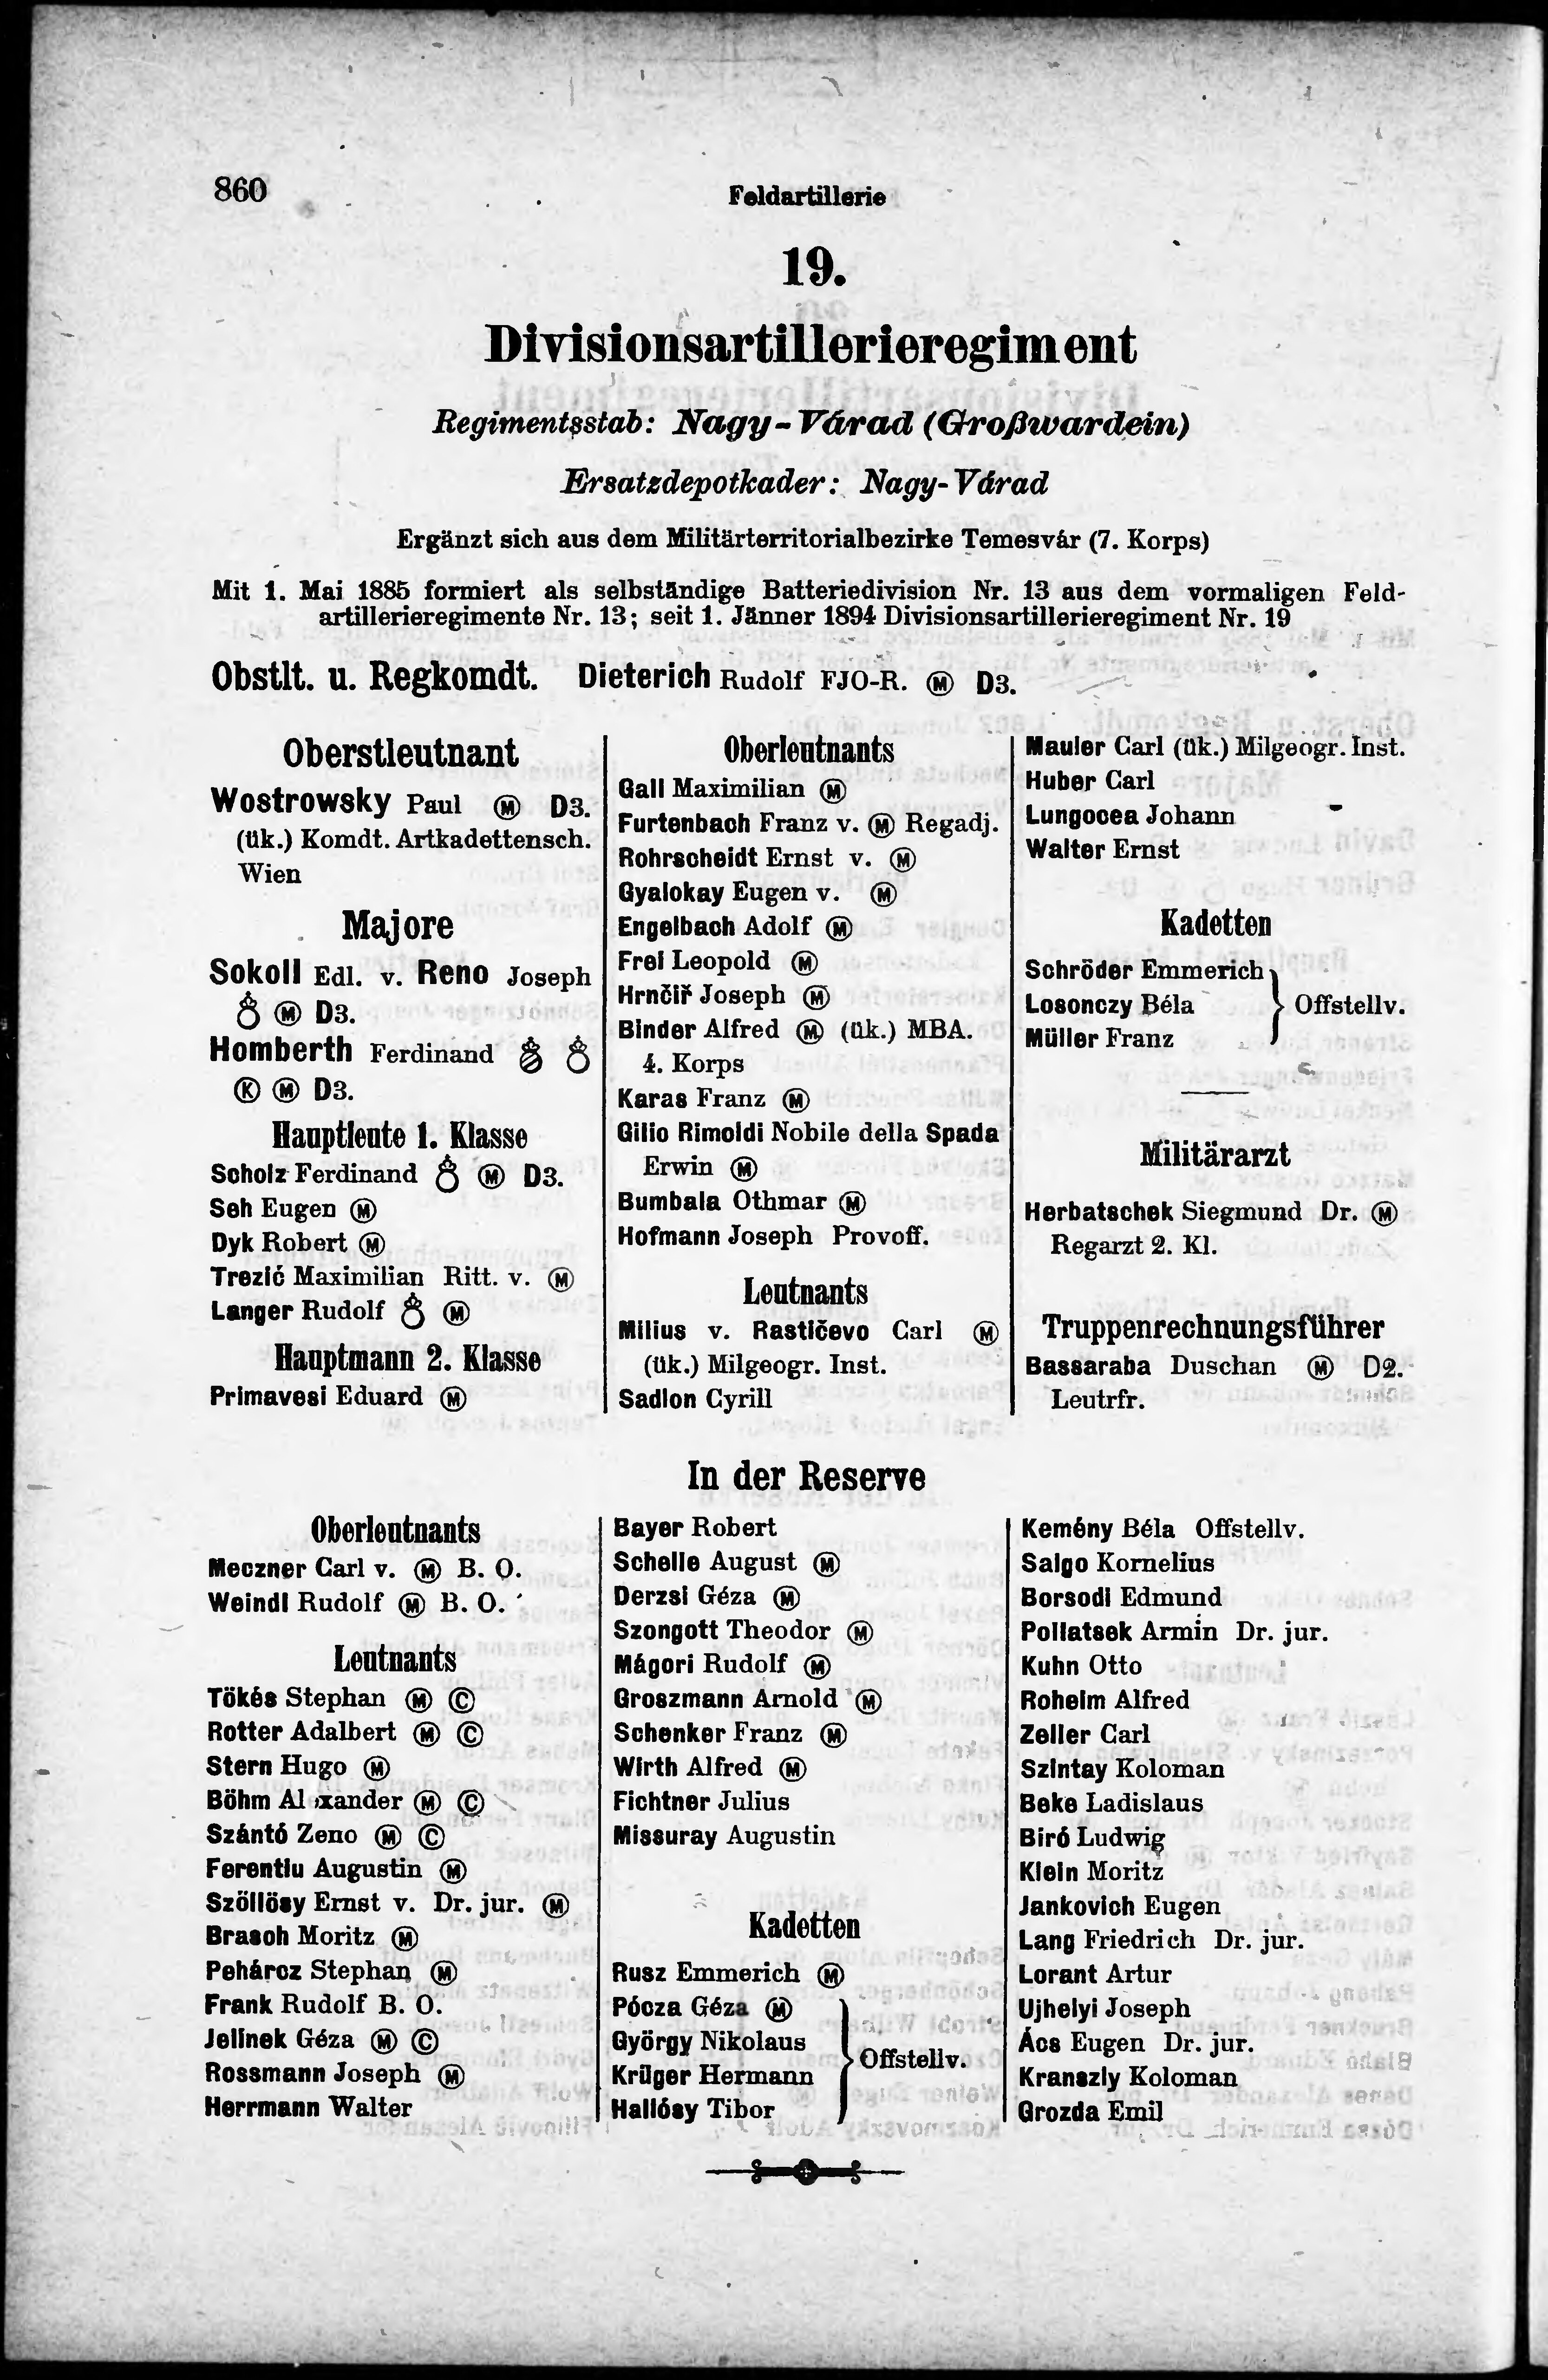 860
Feldartillerie
19.
Divisionsartillerieregiment
Regimentsstab: Nagy-Várad (Großwardein)
Ersatzdepotkader: Nagy-Várad
Ergänzt sich aus dem Militärterritorialbezirke Temesvár (7. Korps)
Mit 1. Mai 1885 formiert als selbständige Batteriedivision Nr. 13 aus dem vormaligen Feld-
artillerieregimente Nr. 13; seit 1. Jänner 1894 Divisionsartillerieregiment Nr. 19
Obstlt. u. Regkomdt. Dieterich Rudolf FJO-R. Ⓜ D3.
Oberstleutnant
Wostrowsky Paul Ⓜ D3.
(ük.) Komdt. Artkadettensch.
Wien
Majore
Sokoll Edl. v. Reno Joseph
Ⓜ D3.
Homberth Ferdinand
Ⓚ Ⓜ D3.
Hauptleute 1. Klasse
Scholz Ferdinand Ⓜ D3.
Seh Eugen Ⓜ
Dyk Robert Ⓜ
Trezić Maximilian Ritt. v. Ⓜ
Langer Rudolf Ⓜ
Hauptmann 2. Klasse
Primavesi Eduard Ⓜ
Oberleutnants
Gall Maximilian Ⓜ
Furtenbach Franz v. Ⓜ Regadj.
Rohrscheidt Ernst v. Ⓜ
Gyalokay Eugen v. Ⓜ
Engelbach Adolf Ⓜ
Frei Leopold Ⓜ
Hrnčiř Joseph Ⓜ
Binder Alfred Ⓜ (ük.) MBA.
4. Korps
Karas Franz Ⓜ
Gilio Rimoldi Nobile della Spada
Erwin Ⓜ
Bumbala Othmar Ⓜ
Hofmann Joseph Provoff.
Leutnants
Milius v. Rastičevo Carl Ⓜ
(ük.) Milgeogr. Inst.
Sadlon Cyrill
Mauler Carl (ük.) Milgeogr. Inst.
Huber Carl
Lungocea Johann
Walter Ernst
Kadetten
Schröder Emmerich
Losonczy Béla } Offstellv.
Müller Franz
Militärarzt
Herbatschek Siegmund Dr. Ⓜ
Regarzt 2. Kl.
Truppenrechnungsführer
Bassaraba Duschan Ⓜ D2.
Leutrfr.
In der Reserve
Oberleutnants
Meczner Carl v. Ⓜ B. O.
Weindl Rudolf Ⓜ B. O.
Leutnants
Tökés Stephan Ⓜ Ⓒ
Rotter Adalbert Ⓜ Ⓒ
Stern Hugo Ⓜ
Böhm Alexander Ⓜ Ⓒ
Szántó Zeno Ⓜ Ⓒ
Ferentiu Augustin Ⓜ
Szöllösy Ernst v. Dr. jur. Ⓜ
Brasch Moritz Ⓜ
Pehárcz Stephan Ⓜ
Frank Rudolf B. O.
Jelinek Géza Ⓜ Ⓒ
Rossmann Joseph Ⓜ
Herrmann Walter
Bayer Robert
Schelle August Ⓜ
Derzsi Géza Ⓜ
Szongott Theodor Ⓜ
Mágori Rudolf Ⓜ
Groszmann Arnold Ⓜ
Schenker Franz Ⓜ
Wirth Alfred Ⓜ
Fichtner Julius
Missuray Augustin
Kadetten
Rusz Emmerich Ⓜ
Pócza Géza Ⓜ
György Nikolaus
Krüger Hermann } Offstellv.
Hallósy Tibor
Kemény Béla Offstellv.
Salgo Kornelius
Borsodi Edmund
Pollatsek Armin Dr. jur.
Kuhn Otto
Roheim Alfred
Zeller Carl
Szintay Koloman
Beke Ladislaus
Biró Ludwig
Klein Moritz
Jankovich Eugen
Lang Friedrich Dr. jur.
Lorant Artur
Ujhelyi Joseph
Ács Eugen Dr. jur.
Kranszly Koloman
Grozda Emil